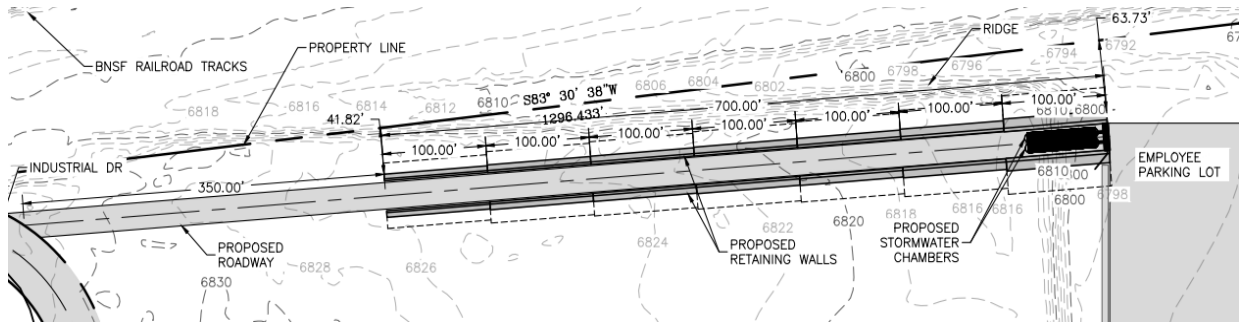 63.73'
RIDGE
PROPERTY LINE
BNSF RAILROAD TRACKS
6794
6792
6796
6798
6800
6802
6804
6806
6810
6812
6814
6816
6818
S83° 30' 38"W
1296.433'
700.00'
41.82'
100.00'
100.00'
100.00'
100.00'
100.00'
100.00'
100.00'
6810
6800
INDUSTRIAL DR
350.00'
EMPLOYEE
PARKING LOT
6810
6800
6798
PROPOSED
ROADWAY
PROPOSED
RETAINING WALLS
PROPOSED
STORMWATER
CHAMBERS
6816
6816
6818
6820
6822
6824
6826
6828
6830